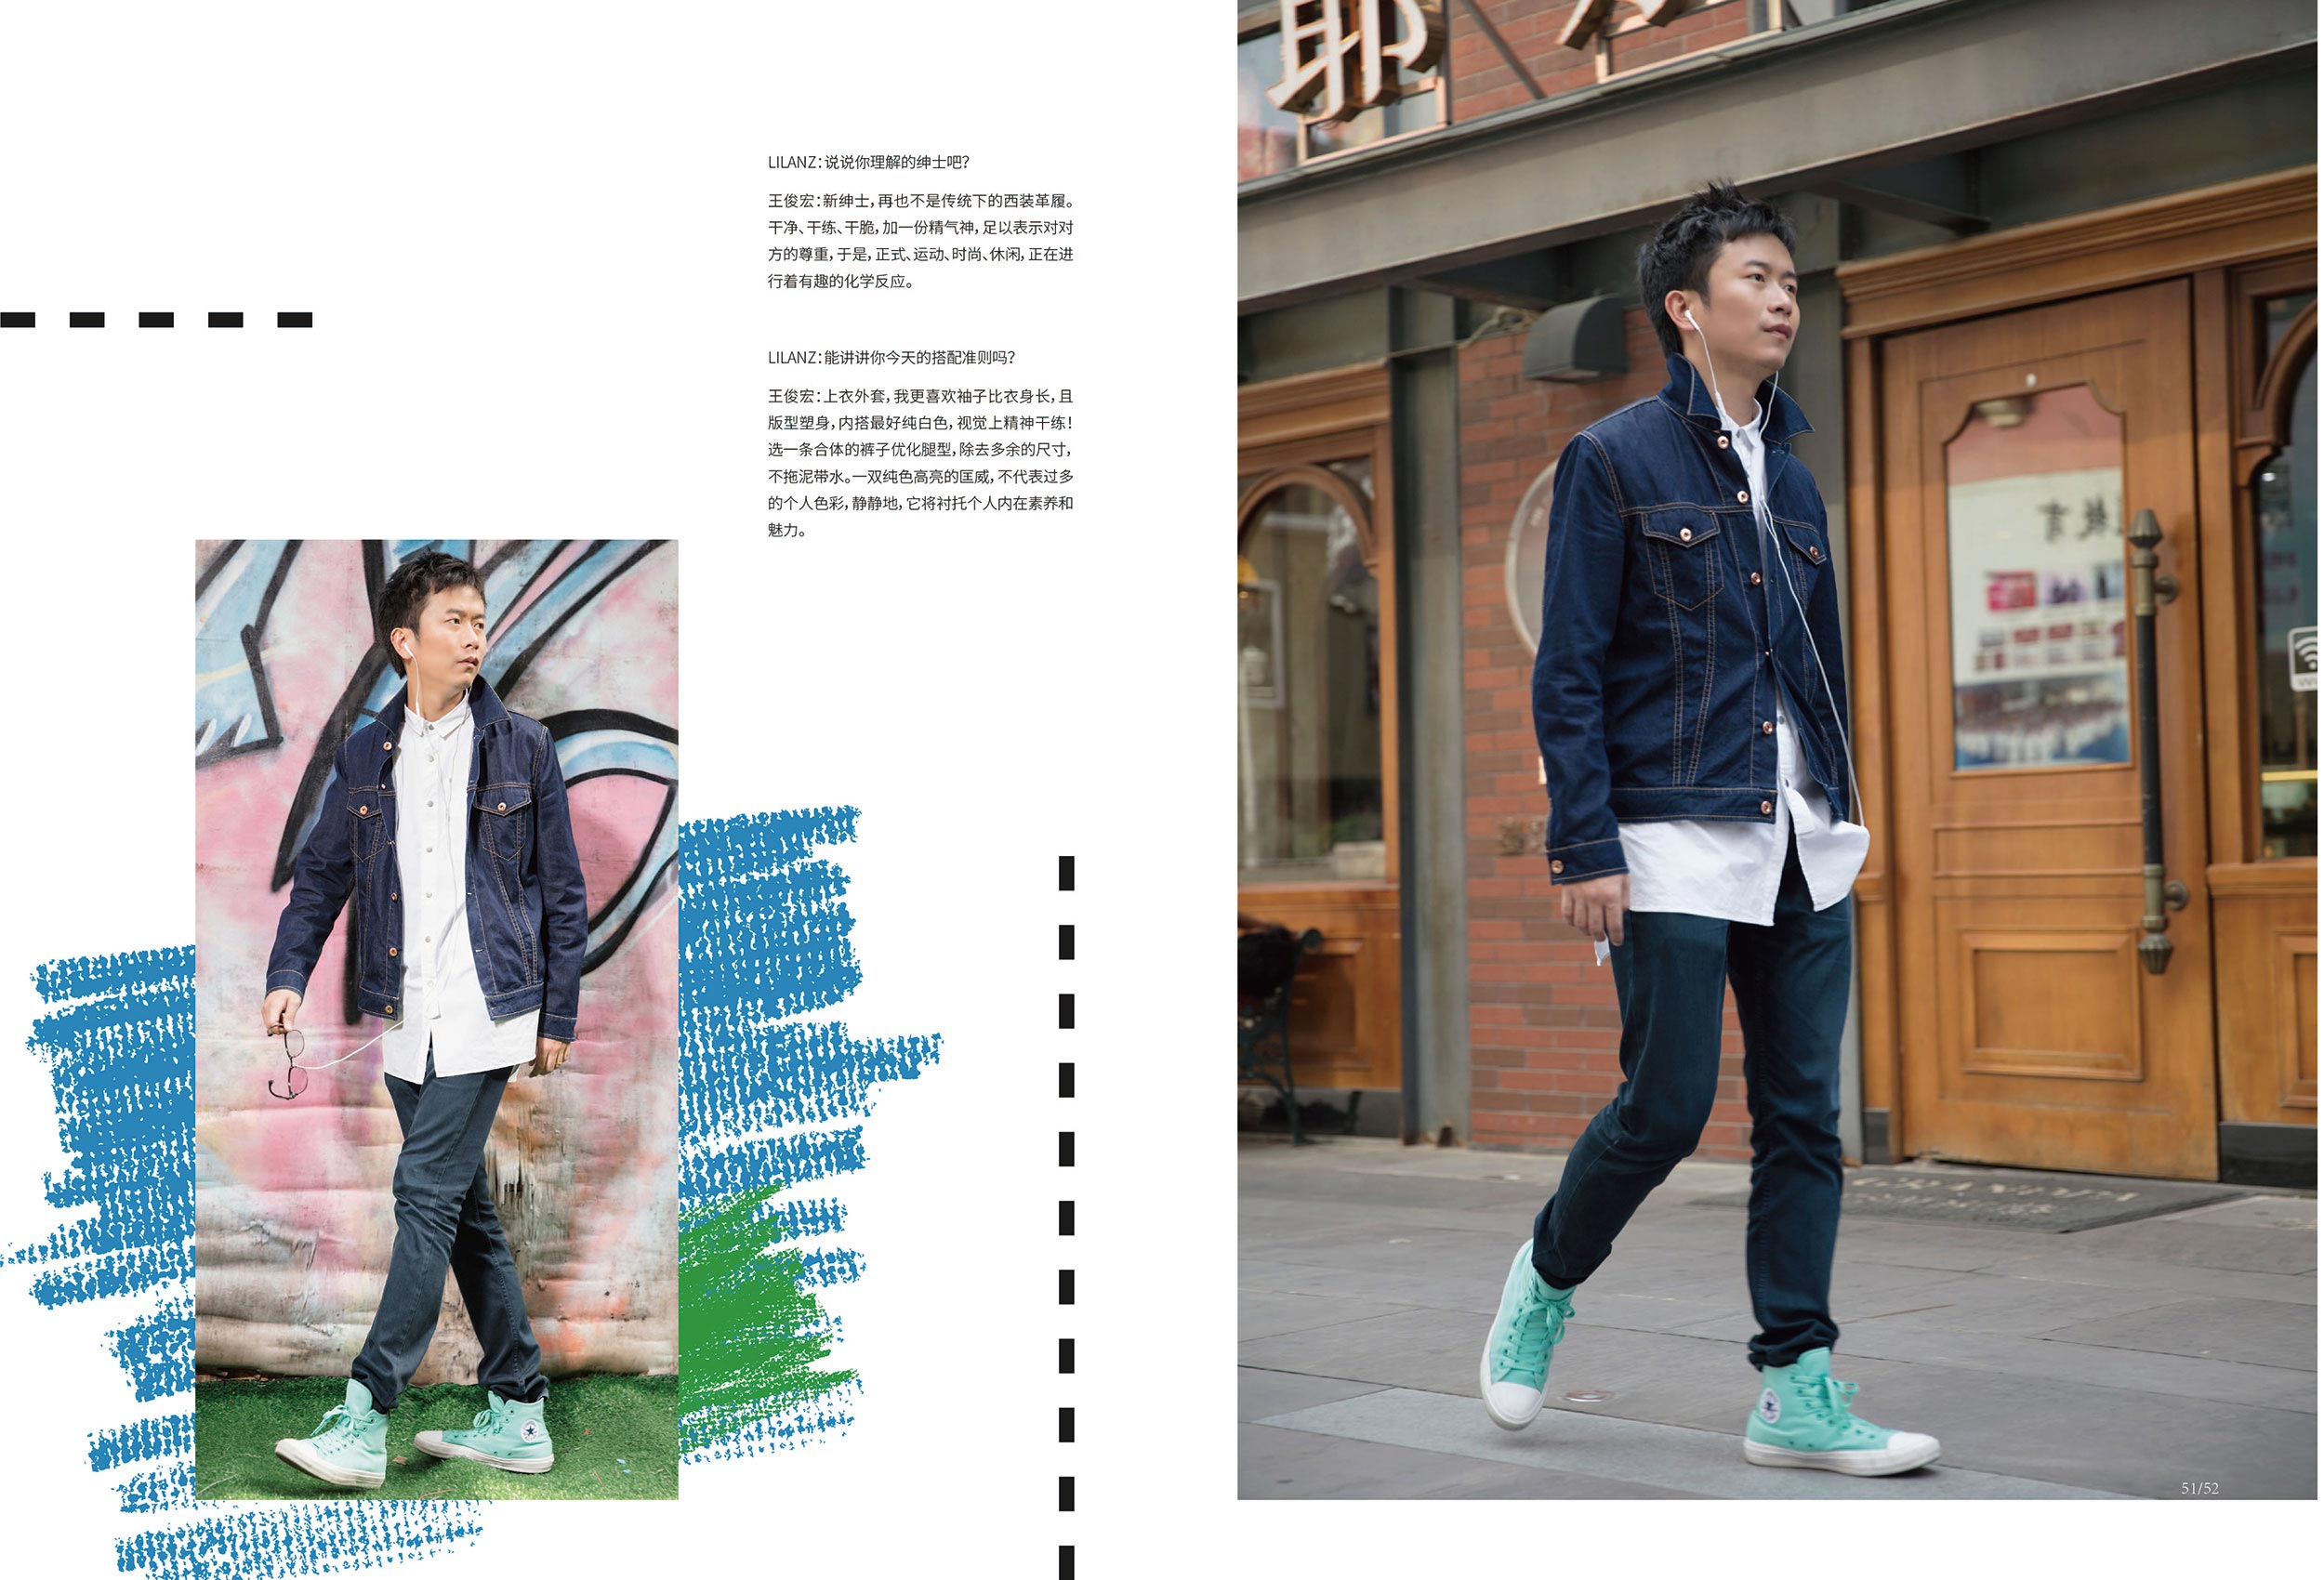 LILANZ：说说你理解的绅士吧？
王俊宏：新绅士，再也不是传统下的西装革履。
干净、干练、干脆，加一份精气神，足以表示对对
方的尊重，于是，正式、运动、时尚、休闲，正在进
行着有趣的化学反应。
LILANZ：能讲讲你今天的搭配准则吗？
王俊宏：上衣外套，我更喜欢袖子比衣身长，且
版型塑身，内搭最好纯白色，视觉上精神干练！
选一条合体的裤子优化腿型，除去多余的尺寸，
不拖泥带水。一双纯色高亮的匡威，不代表过多
的个人色彩，静静地，它将衬托个人内在素养和
魅力。
耶
51/52